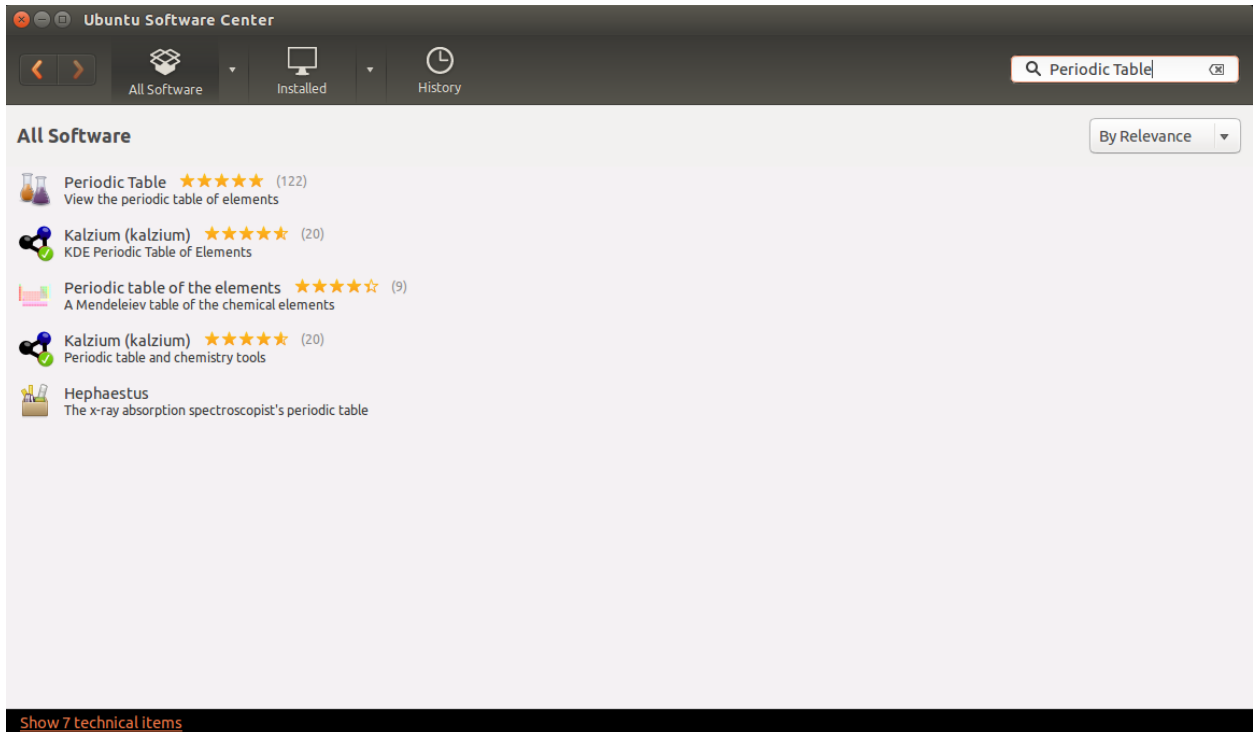 Ubuntu Software Center
All Software
Installed
History
Periodic Table
All Software
By Relevance
Periodic Table (122)
View the periodic table of elements
Kalzium (kalzium) (20)
KDE Periodic Table of Elements
Periodic table of the elements (9)
A Mendeleiev table of the chemical elements
Kalzium (kalzium) (20)
Periodic table and chemistry tools
Hephaestus
The x-ray absorption spectroscopist's periodic table
Show 7 technical items